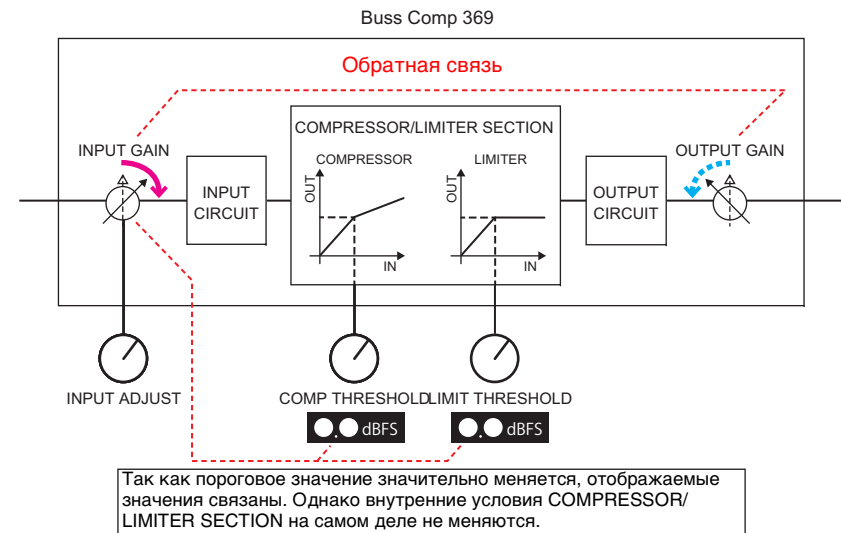 Buss Comp 369
Обратная связь
COMPRESSOR/LIMITER SECTION
INPUT GAIN
OUTPUT GAIN
COMPRESSOR
LIMITER
INPUT
CIRCUIT
OUT
IN
OUT
IN
OUTPUT
CIRCUIT
INPUT ADJUST
COMP THRESHOLD
LIMIT THRESHOLD
dBFS
dBFS
Так как пороговое значение значительно меняется, отображаемые
значения связаны. Однако внутренние условия COMPRESSOR/
LIMITER SECTION на самом деле не меняются.